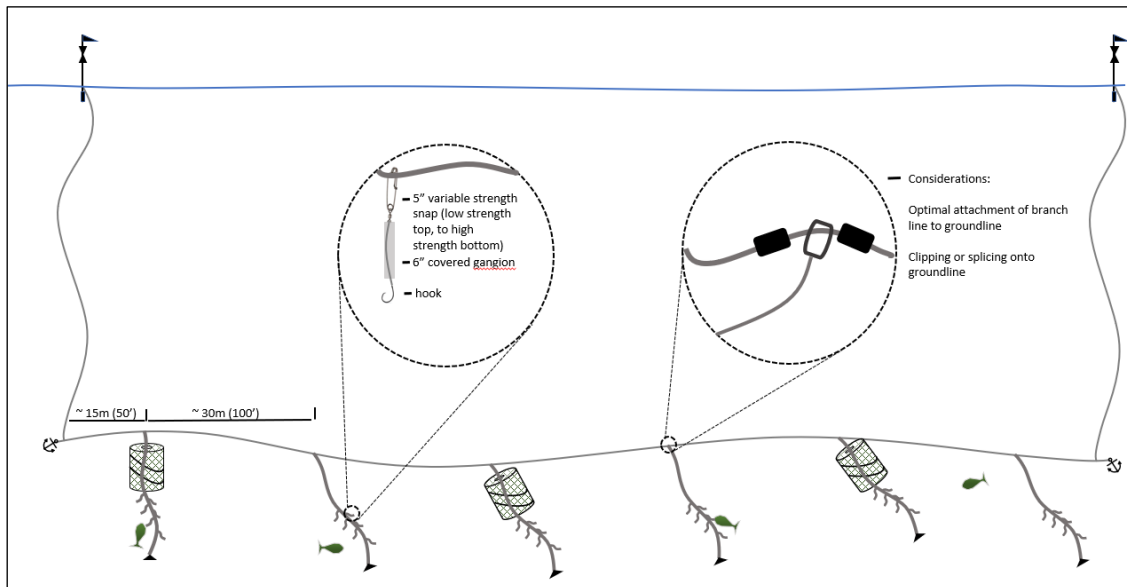 5” variable strength
snap (low strength
top, to high
strength bottom)
6” covered gangion
hook
Considerations:
Optimal attachment of branch
line to groundline
Clipping or splicing onto
groundline
~ 15m (50’)
~ 30m (100’)